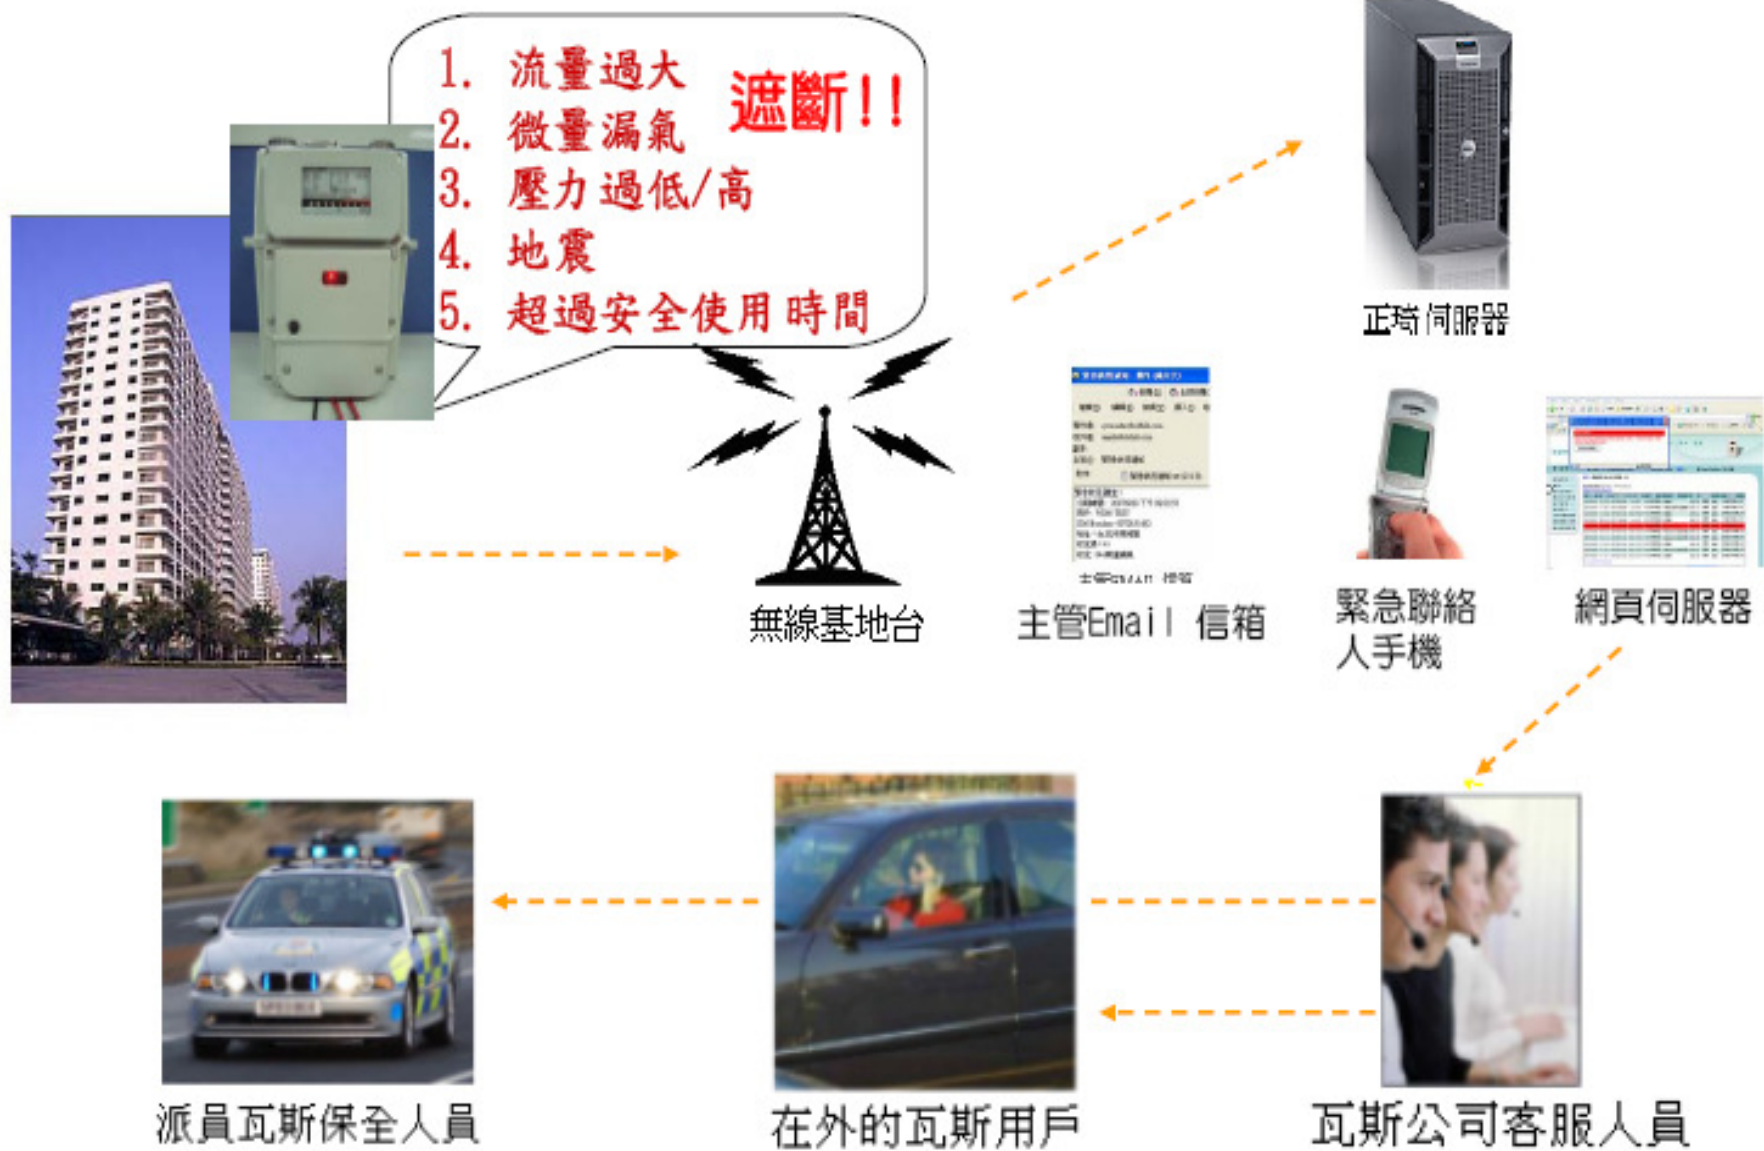 1. 流量過大
遮斷!!
2. 微量漏氣
3. 壓力過低/高
4. 地震
5. 超過安全使用時間
正琦伺服器
無線基地台
主管Email 信箱
緊急聯絡
人手機
網頁伺服器
派員瓦斯保全人員
在外的瓦斯用戶
瓦斯公司客服人員